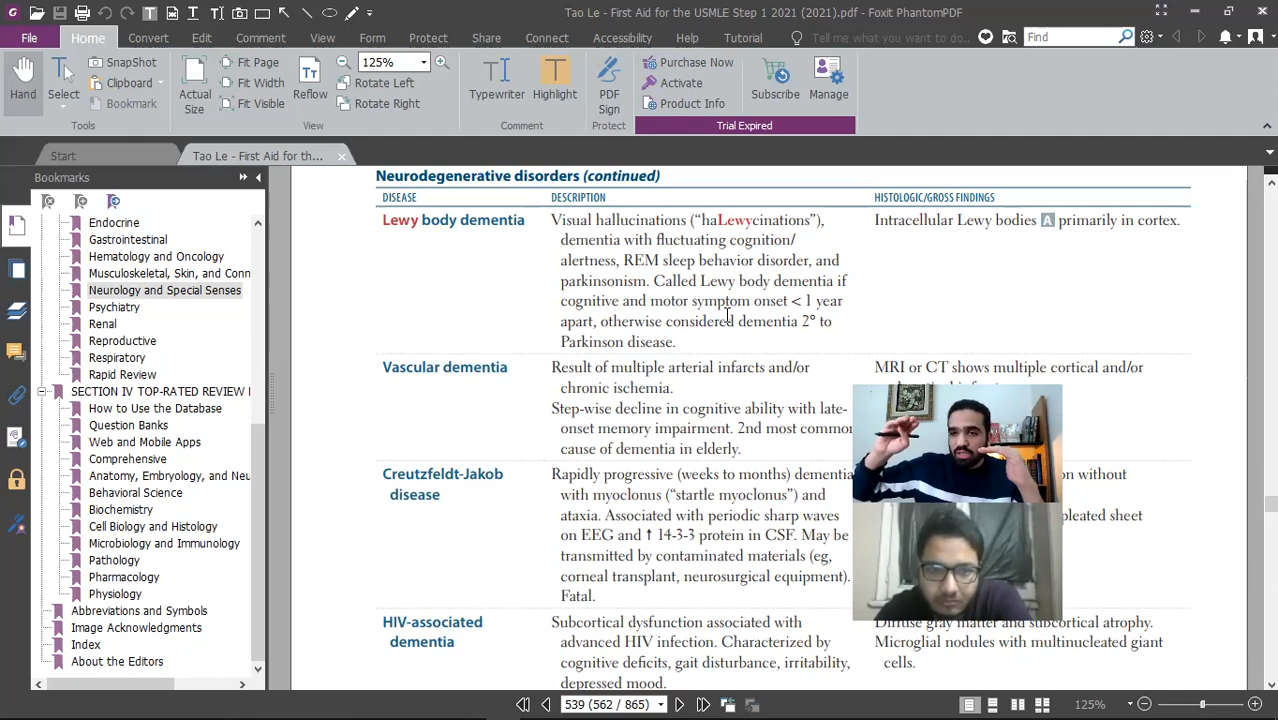 Tao Le - First Aid for the USMLE Step 1 2021 (2021).pdf - Foxit PhantomPDF
File Home Convert Edit Comment View Form Protect Share Connect Accessibility Help Tutorial Tell me what you want to do... Find
Hand
Select
SnapShot
Clipboard
Bookmark
Tools
Actual Size
Fit Page
Fit Width
Fit Visible
Reflow
125%
Rotate Left
Rotate Right
View
Typewriter
Highlight
Comment
PDF Sign
Protect
Purchase Now
Activate
Product Info
Subscribe
Manage
Trial Expired
Start
Tao Le - First Aid for th...
Bookmarks
Endocrine
Gastrointestinal
Hematology and Oncology
Musculoskeletal, Skin, and Conn
Neurology and Special Senses
Psychiatry
Renal
Reproductive
Respiratory
Rapid Review
SECTION IV TOP-RATED REVIEW
How to Use the Database
Question Banks
Web and Mobile Apps
Comprehensive
Anatomy, Embryology, and Neu
Behavioral Science
Biochemistry
Cell Biology and Histology
Microbiology and Immunology
Pathology
Pharmacology
Physiology
Abbreviations and Symbols
Image Acknowledgments
Index
About the Editors
Neurodegenerative disorders (continued)
DISEASE DESCRIPTION HISTOLOGIC/GROSS FINDINGS
Lewy body dementia
Visual hallucinations (“haLewycinations”),
dementia with fluctuating cognition/
alertness, REM sleep behavior disorder, and
parkinsonism. Called Lewy body dementia if
cognitive and motor symptom onset < 1 year
apart, otherwise considered dementia 2° to
Parkinson disease.
Intracellular Lewy bodies A primarily in cortex.
Vascular dementia
Result of multiple arterial infarcts and/or
chronic ischemia.
Step-wise decline in cognitive ability with late-
onset memory impairment. 2nd most common
cause of dementia in elderly.
MRI or CT shows multiple cortical and/or
Creutzfeldt-Jakob
disease
Rapidly progressive (weeks to months) dementia
with myoclonus (“startle myoclonus”) and
ataxia. Associated with periodic sharp waves
on EEG and ↑ 14-3-3 protein in CSF. May be
transmitted by contaminated materials (eg,
corneal transplant, neurosurgical equipment).
Fatal.
without
pleated sheet
HIV-associated
dementia
Subcortical dysfunction associated with
advanced HIV infection. Characterized by
cognitive deficits, gait disturbance, irritability,
depressed mood.
Diffuse gray matter and subcortical atrophy.
Microglial nodules with multinucleated giant
cells.
539 (562 / 865)
125%